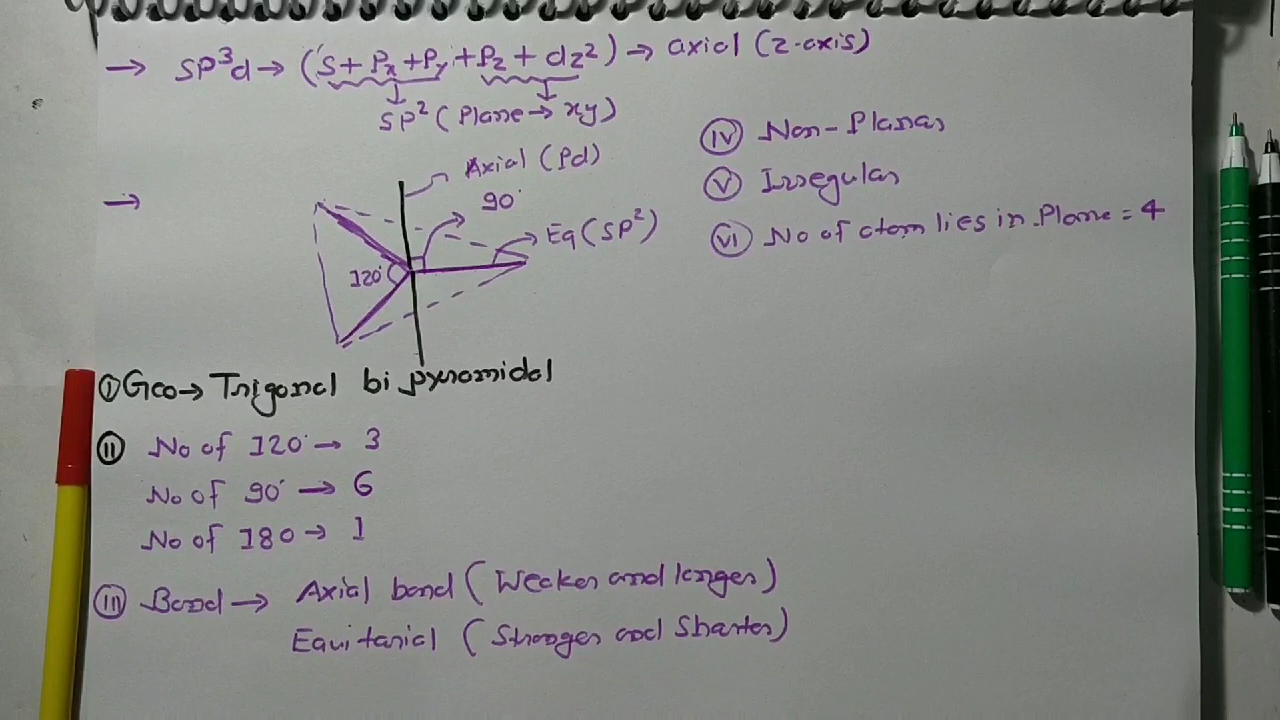 → SP³d → (S + Px + Py + Pz + dz²) → axial (z-axis)
SP² (Plane → xy)
→
Axial (Pd)
90°
Eq (SP²)
120°
(IV) Non-Planar
(V) Irregular
(VI) No of atom lies in Plane = 4
(I) Geo → Trigonal bi pyramidal
(II) No of 120° → 3
No of 90° → 6
No of 180 → 1
(III) Bond → Axial bond (Weaker and longer)
Equitorial (Stronger and Shorter)